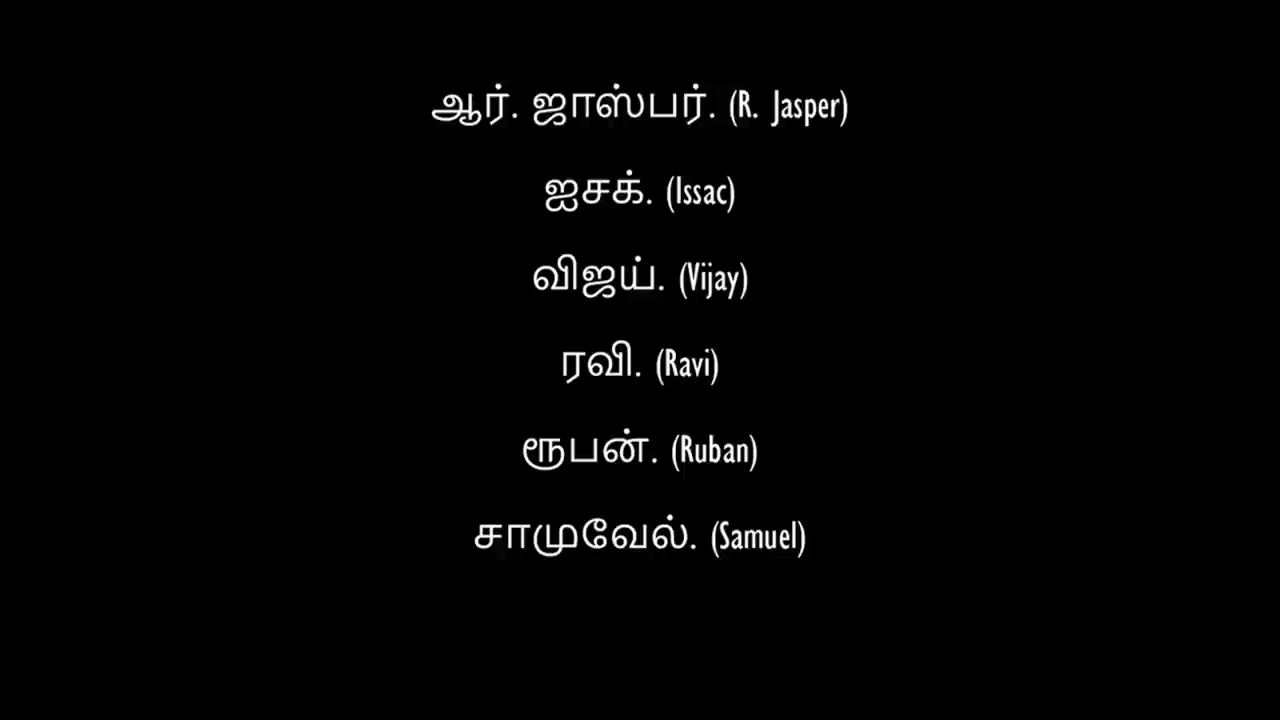 ஆர். ஜாஸ்பர். (R. Jasper)
ஐசக். (Issac)
விஜய். (Vijay)
ரவி. (Ravi)
ரூபன். (Ruban)
சாமுவேல். (Samuel)